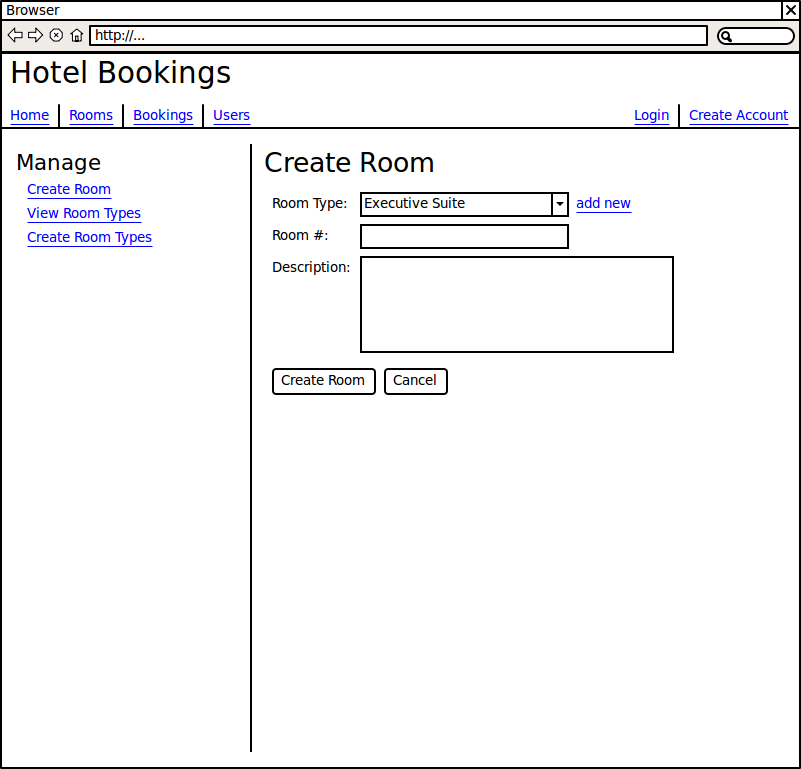 Browser
http://...
Hotel Bookings
Home Rooms Bookings Users Login Create Account
Manage
Create Room
View Room Types
Create Room Types
Create Room
Room Type: Executive Suite add new
Room #:
Description:
Create Room Cancel